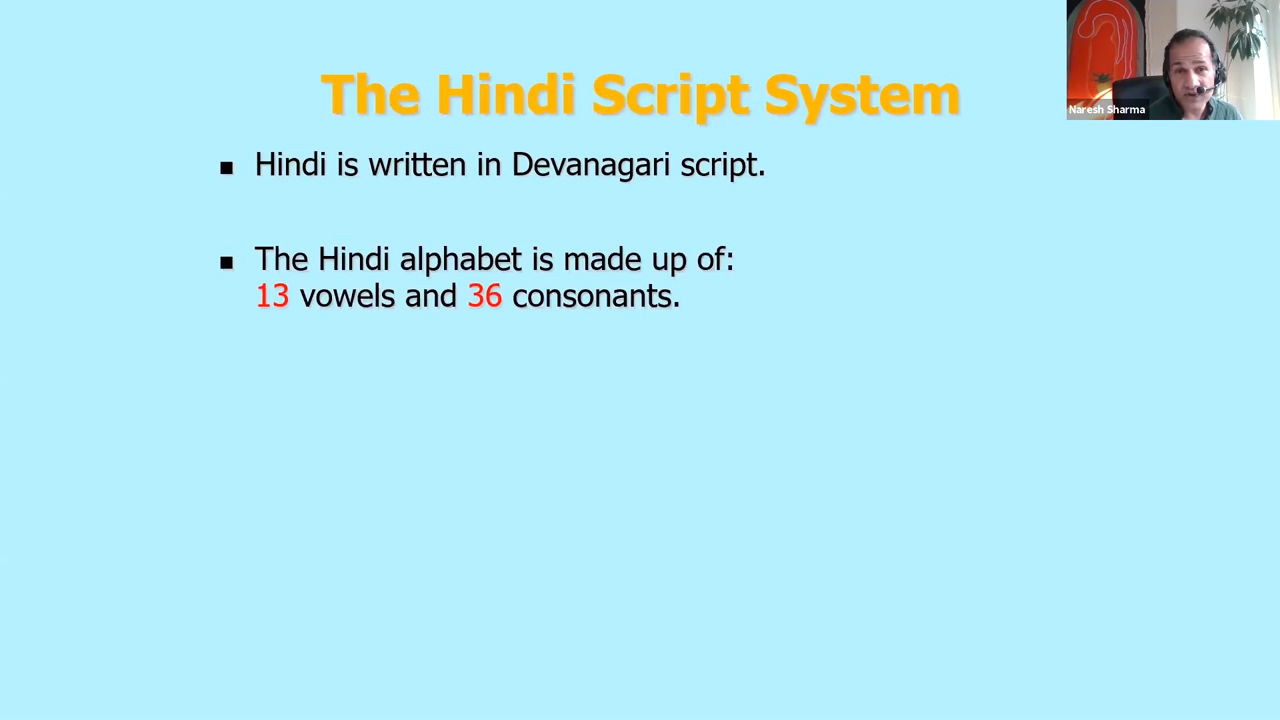 The Hindi Script System
Naresh Sharma
■ Hindi is written in Devanagari script.
■ The Hindi alphabet is made up of:
13 vowels and 36 consonants.